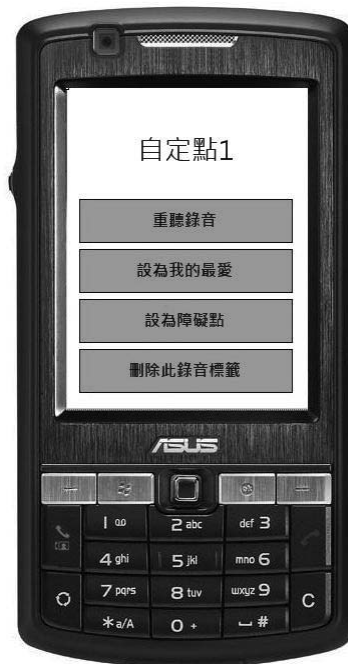 自定點1
重聽錄音
設為我的最愛
設為障礙點
刪除此錄音標籤
ASUS
1
2 abc
def 3
4 ghi
5 jkl
mno 6
7 pqrs
8 tuv
wxyz 9
C
* a/A
0 +
#